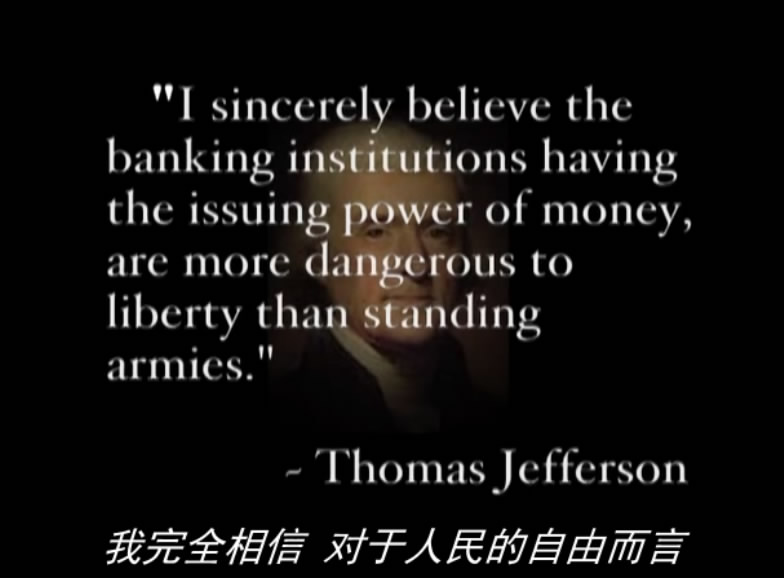 "I sincerely believe the
banking institutions having
the issuing power of money,
are more dangerous to
liberty than standing
armies."
~ Thomas Jefferson
我完全相信 对于人民的自由而言